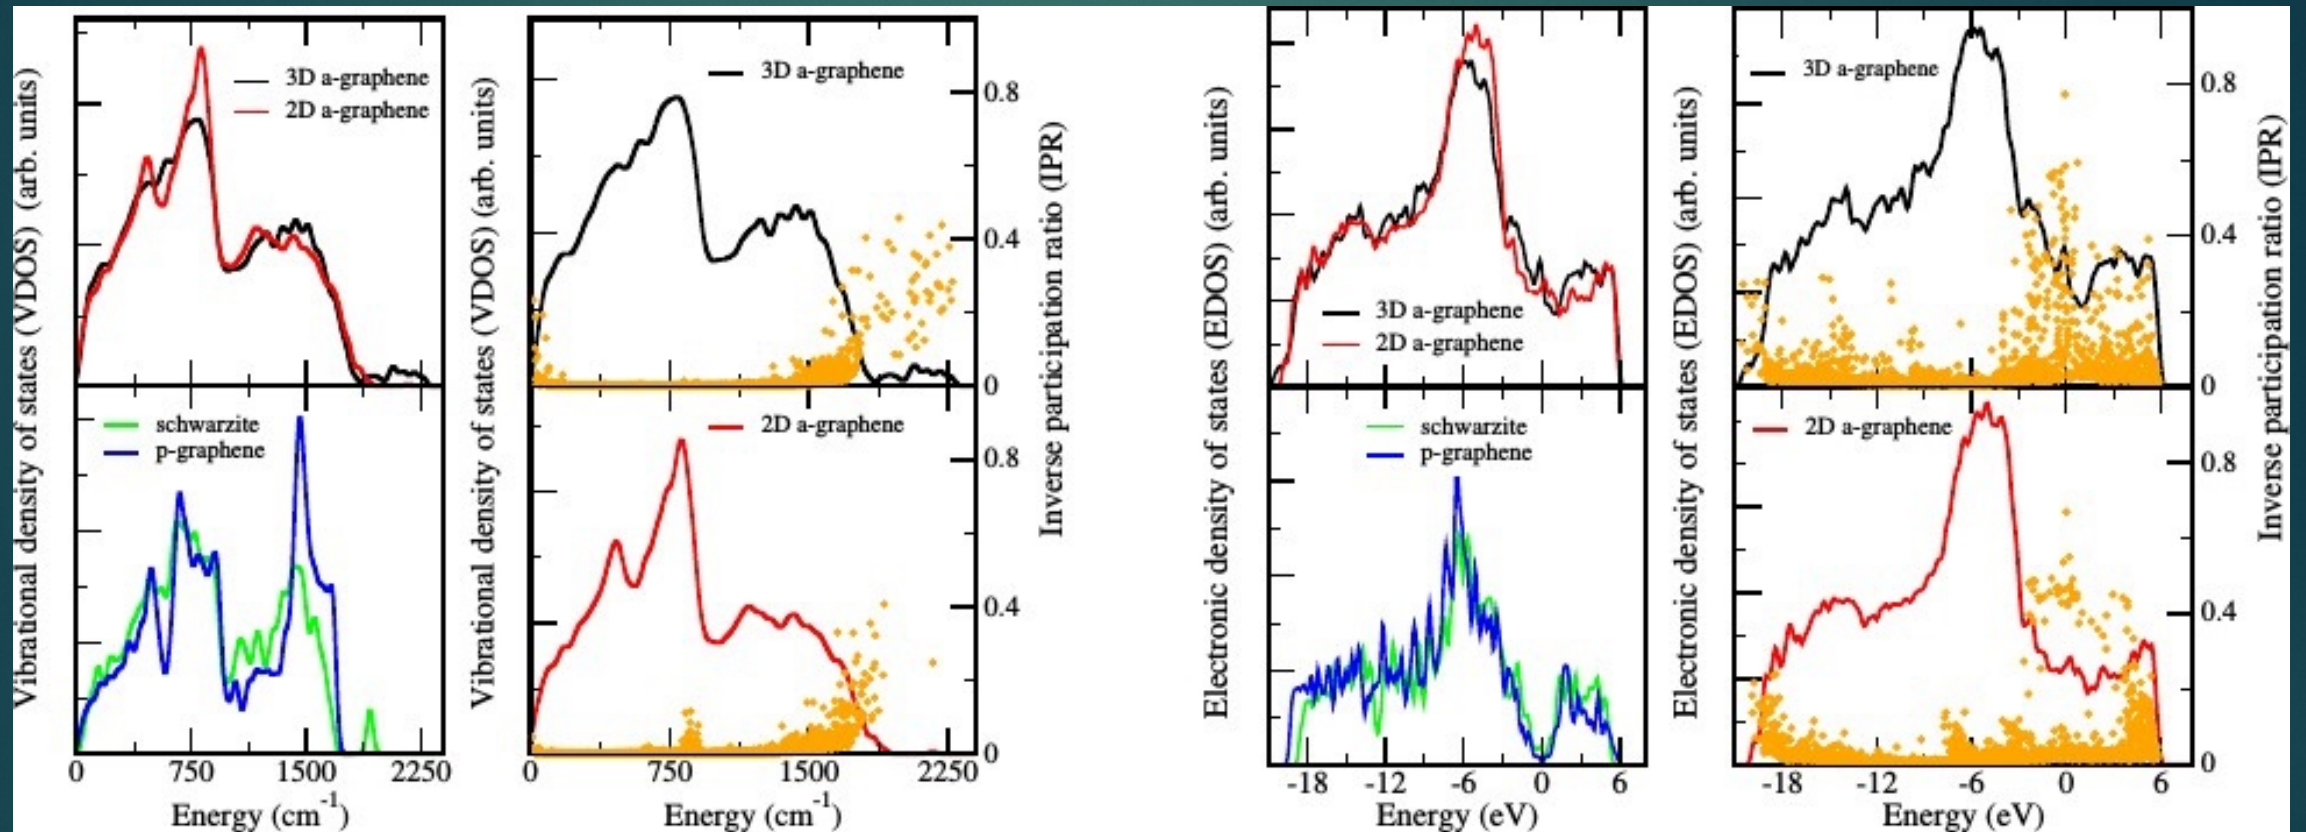 Vibrational density of states (VDOS) (arb. units)
3D a-graphene
2D a-graphene
schwarzite
p-graphene
0 750 1500 2250
Energy (cm-1)
Vibrational density of states (VDOS) (arb. units)
3D a-graphene
0.8
0.4
0
2D a-graphene
0.8
0.4
0
Inverse participation ratio (IPR)
0 750 1500 2250
Energy (cm-1)
Electronic density of states (EDOS) (arb. units)
3D a-graphene
2D a-graphene
schwarzite
p-graphene
-18 -12 -6 0 6
Energy (eV)
Electronic density of states (EDOS) (arb. units)
3D a-graphene
0.8
0.4
0
2D a-graphene
0.8
0.4
0
Inverse participation ratio (IPR)
-18 -12 -6 0 6
Energy (eV)